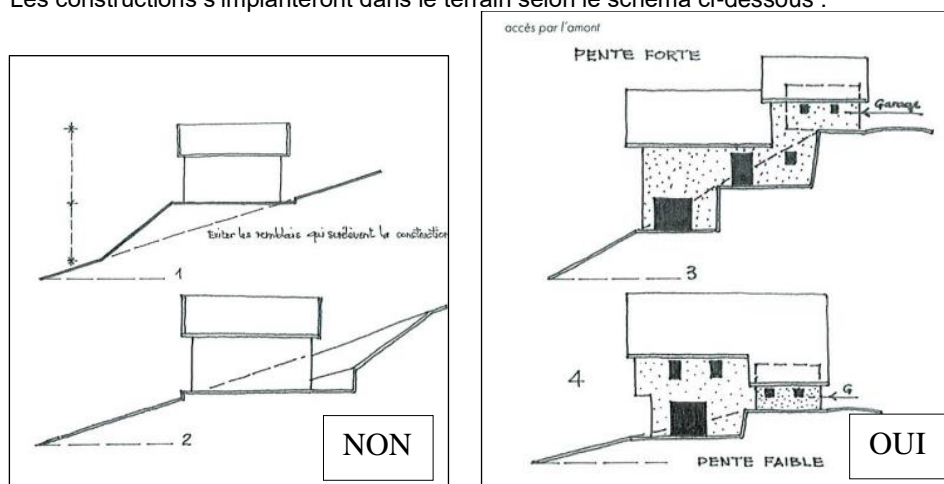 Les constructions s'implanteront dans le terrain selon le schéma ci-dessous :
Eviter les remblais qui surélèvent la construction
1
2
NON
accès par l'amont
PENTE FORTE
Garage
3
4
G
PENTE FAIBLE
OUI